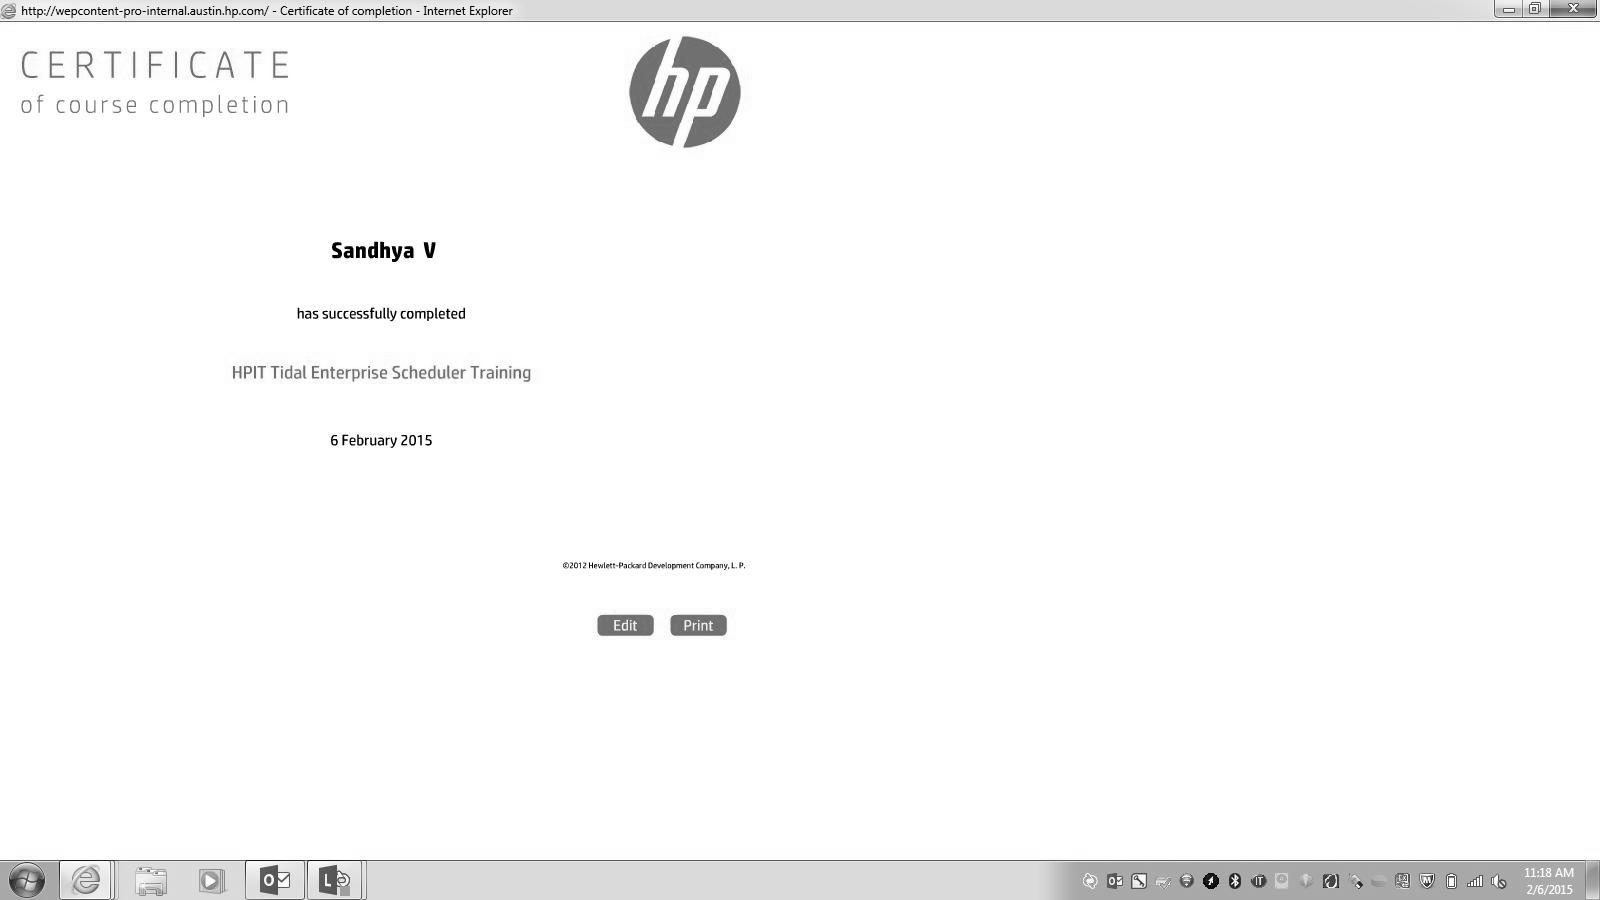 http://wepcontent-pro-internal.austin.hp.com/ - Certificate of completion - Internet Explorer
CERTIFICATE
of course completion
hp
Sandhya V
has successfully completed
HPIT Tidal Enterprise Scheduler Training
6 February 2015
©2012 Hewlett-Packard Development Company, L. P.
Edit Print
11:18 AM
2/6/2015